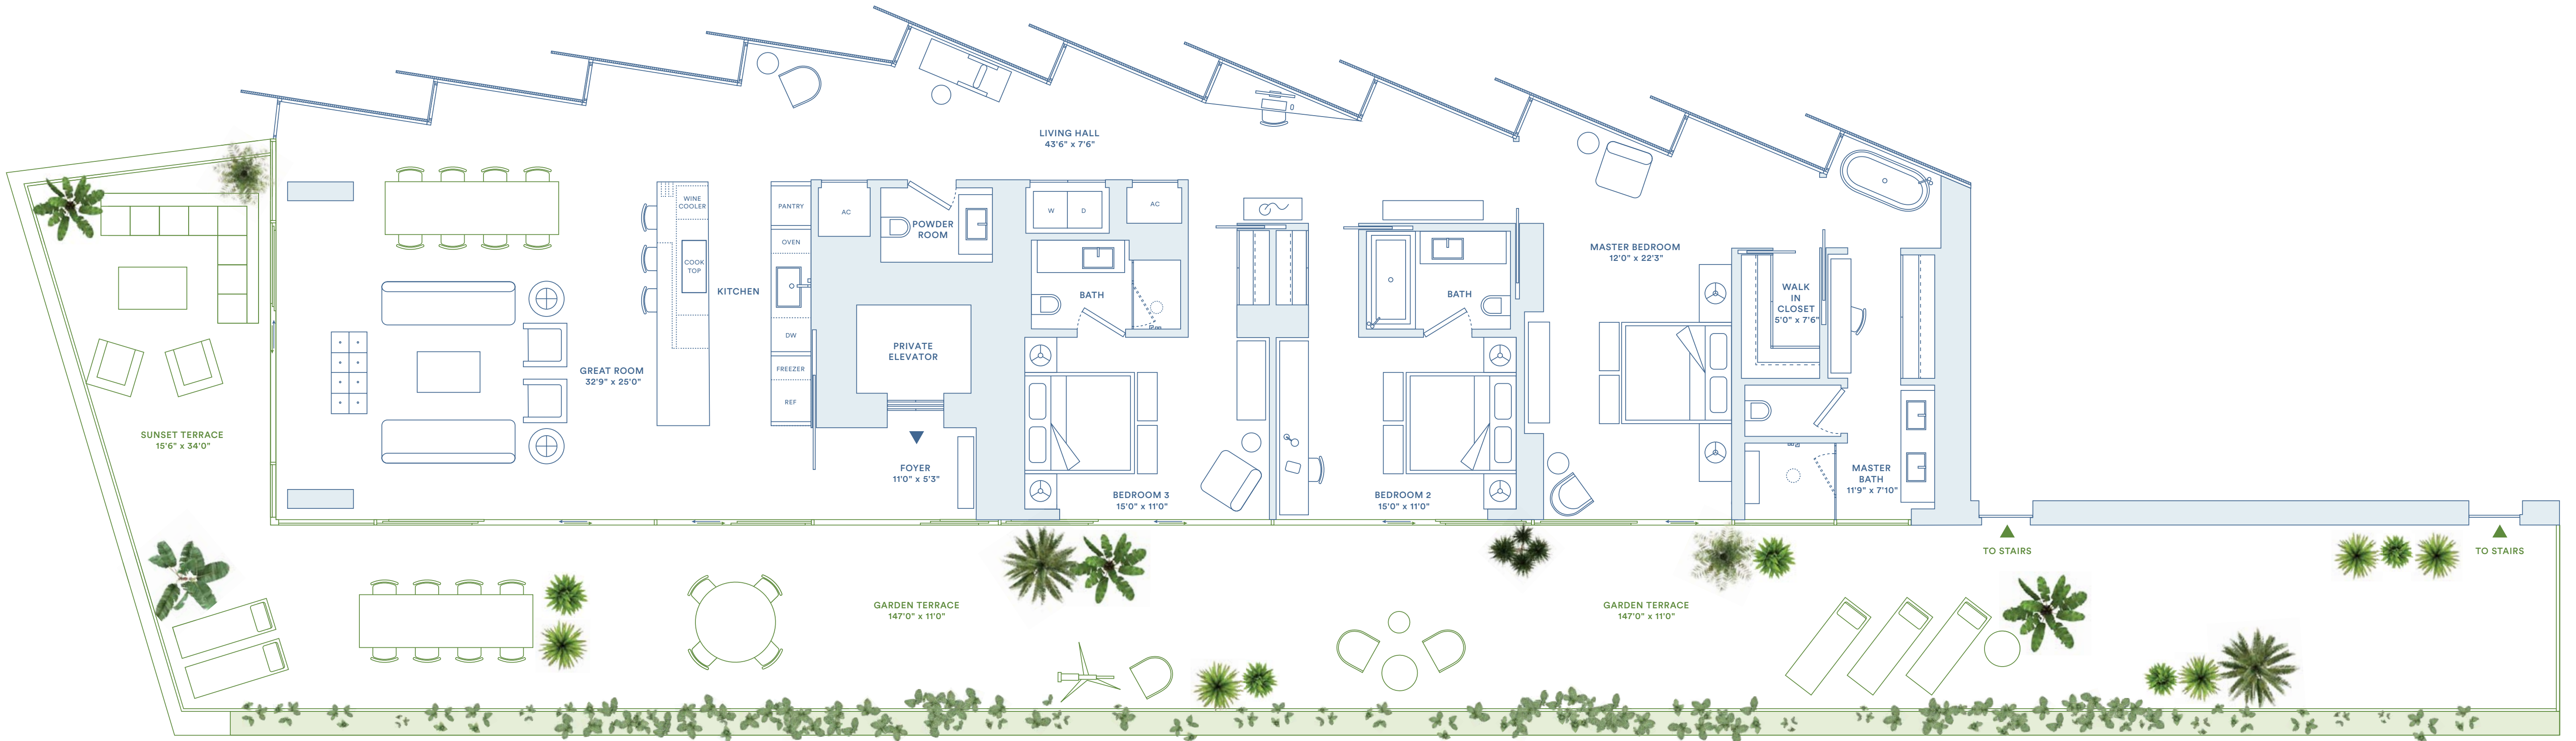 LIVING HALL
43'6" x 7'6"
WINE
COOLER
COOK
TOP
KITCHEN
PANTRY
OVEN
DW
FREEZER
REF
AC
POWDER
ROOM
W
D
AC
BATH
PRIVATE
ELEVATOR
FOYER
11'0" x 5'3"
GREAT ROOM
32'9" x 25'0"
SUNSET TERRACE
15'6" x 34'0"
BEDROOM 3
15'0" x 11'0"
BATH
BEDROOM 2
15'0" x 11'0"
MASTER BEDROOM
12'0" x 22'3"
WALK
IN
CLOSET
5'0" x 7'6"
MASTER
BATH
11'9" x 7'10"
TO STAIRS
TO STAIRS
GARDEN TERRACE
147'0" x 11'0"
GARDEN TERRACE
147'0" x 11'0"